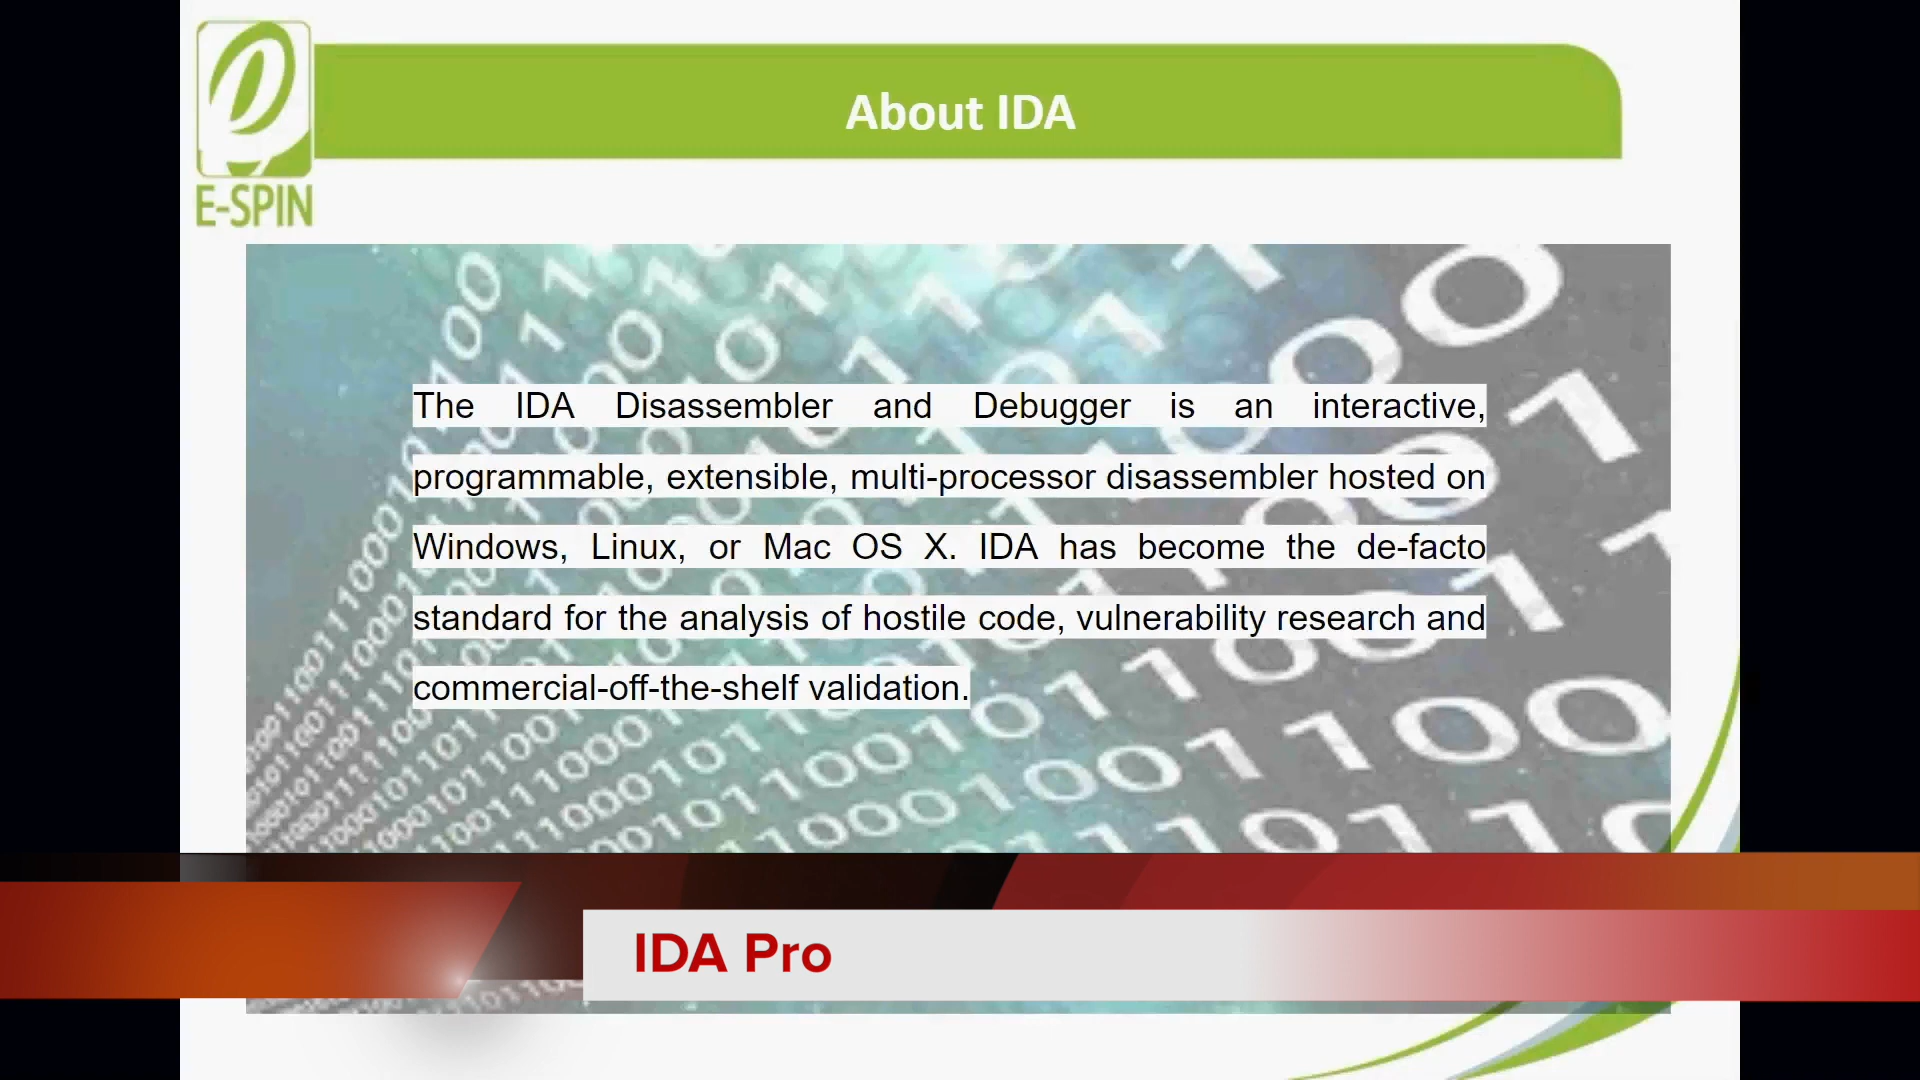 About IDA
E-SPIN
The IDA Disassembler and Debugger is an interactive,
programmable, extensible, multi-processor disassembler hosted on
Windows, Linux, or Mac OS X. IDA has become the de-facto
standard for the analysis of hostile code, vulnerability research and
commercial-off-the-shelf validation.
IDA Pro